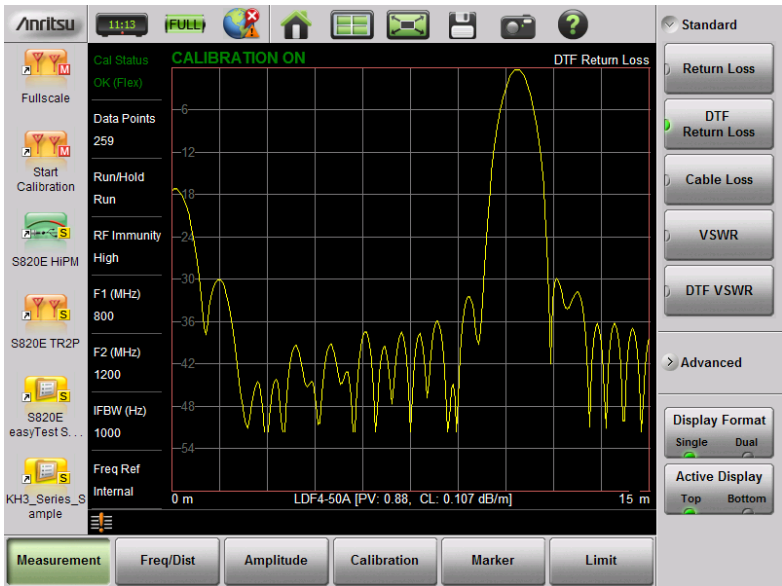 Anritsu
11:13
FULL
?
Standard
Return Loss
DTF
Return Loss
Cable Loss
VSWR
DTF VSWR
Advanced
Display Format
Single Dual
Active Display
Top Bottom
M
Fullscale
M
Start
Calibration
S
S820E HiPM
S
S820E TR2P
S
S820E
easyTest S. . .
S
KH3_Series_S
ample
Cal Status
OK (Flex)
Data Points
259
Run/Hold
Run
RF Immunity
High
F1 (MHz)
800
F2 (MHz)
1200
IFBW (Hz)
1000
Freq Ref
Internal
CALIBRATION ON
DTF Return Loss
-6
-12
-18
-24
-30
-36
-42
-48
-54
0 m LDF4-50A [PV: 0.88, CL: 0.107 dB/m] 15 m
Measurement Freq/Dist Amplitude Calibration Marker Limit